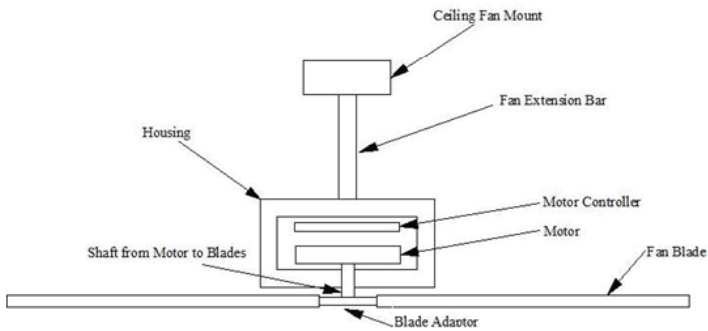 Ceiling Fan Mount
Fan Extension Bar
Housing
Motor Controller
Motor
Shaft from Motor to Blades
Fan Blade
Blade Adaptor